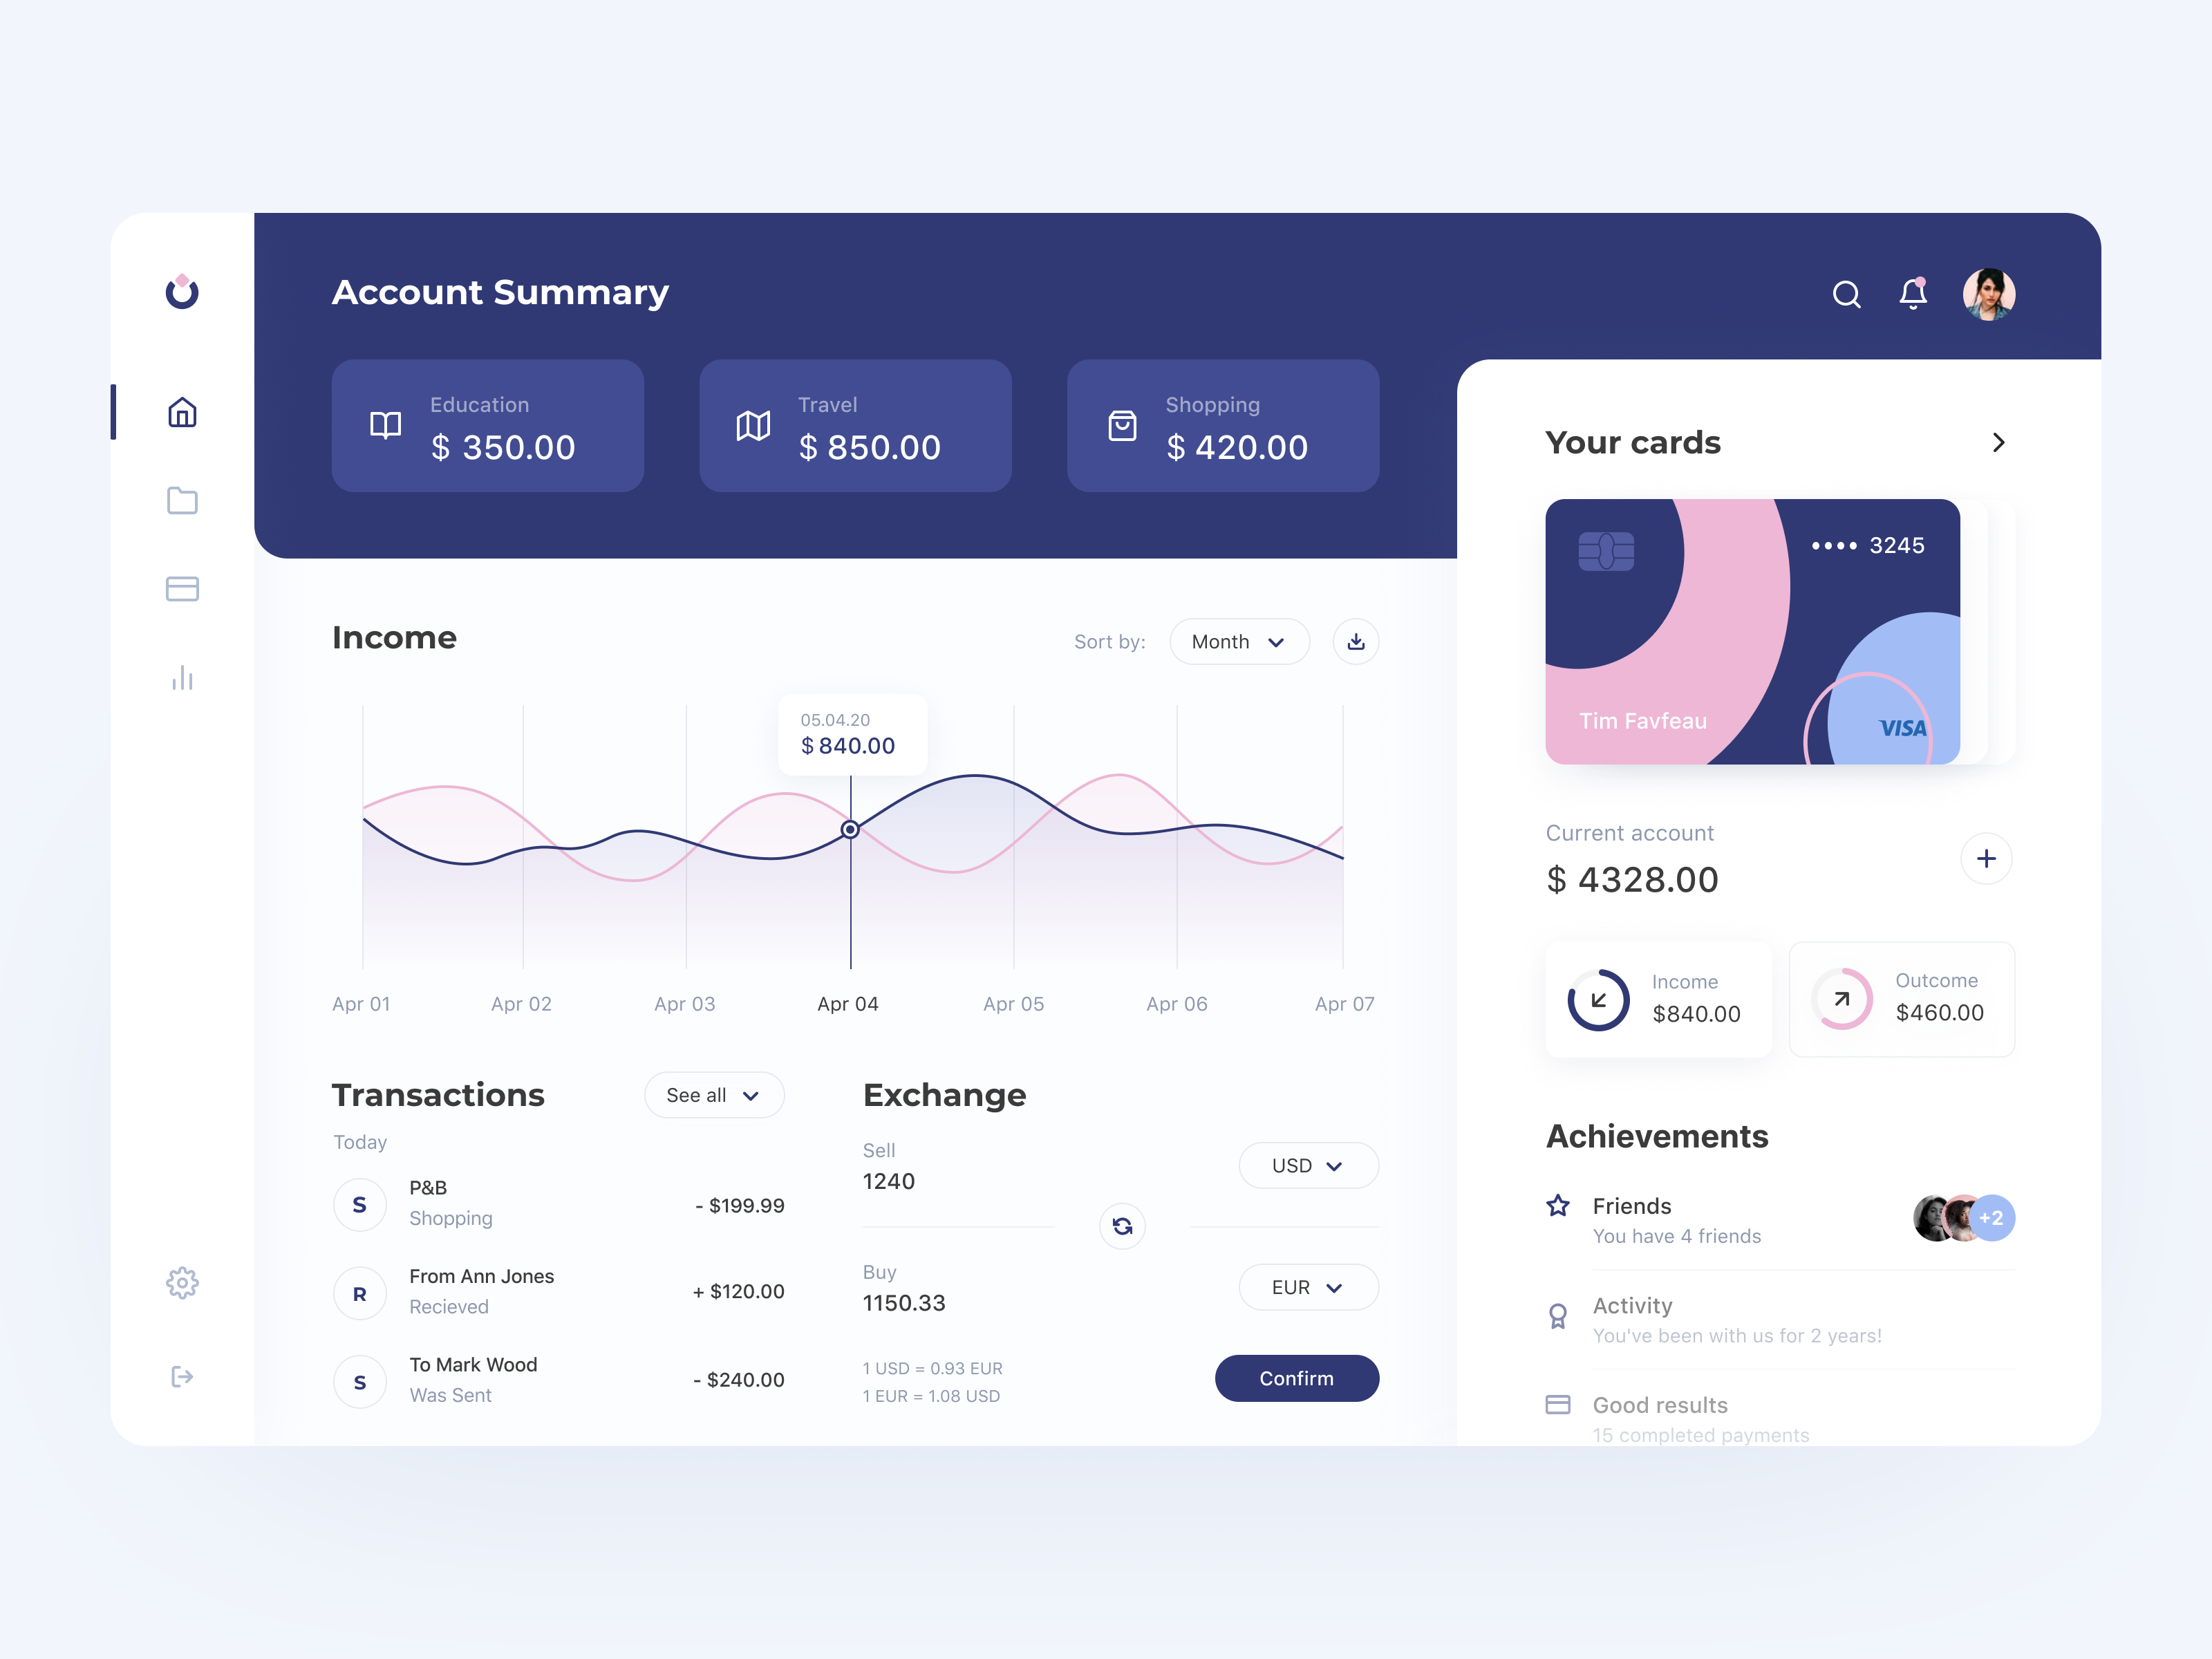 Account Summary
Education
$ 350.00
Travel
$ 850.00
Shopping
$ 420.00
Your cards
•••• 3245
Tim Favfeau
VISA
Income
Sort by:
Month
05.04.20
$ 840.00
Apr 01
Apr 02
Apr 03
Apr 04
Apr 05
Apr 06
Apr 07
Current account
$ 4328.00
Income
$840.00
Outcome
$460.00
Transactions
See all
Today
S
P&B
Shopping
- $199.99
R
From Ann Jones
Recieved
+ $120.00
S
To Mark Wood
Was Sent
- $240.00
Exchange
Sell
1240
USD
Buy
1150.33
EUR
1 USD = 0.93 EUR
1 EUR = 1.08 USD
Confirm
Achievements
Friends
You have 4 friends
+2
Activity
You've been with us for 2 years!
Good results
15 completed payments